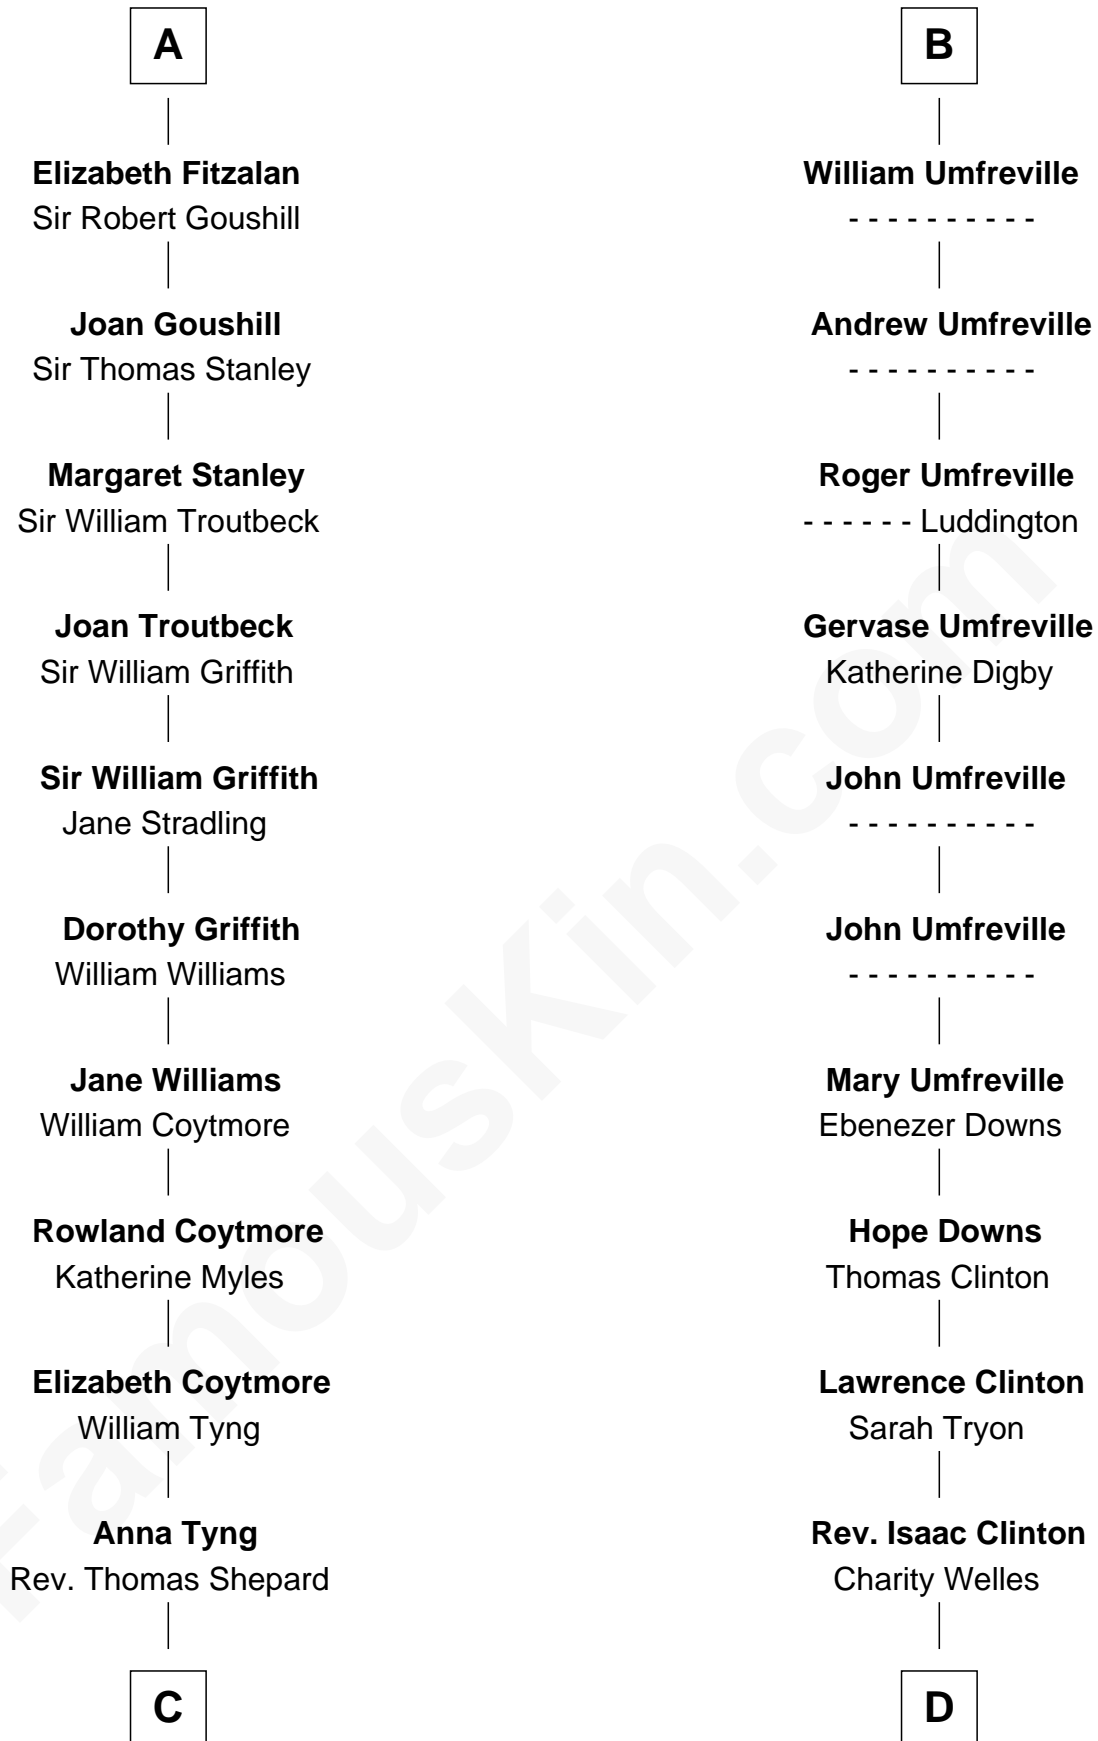 A
Elizabeth Fitzalan
Sir Robert Goushill
Joan Goushill
Sir Thomas Stanley
Margaret Stanley
Sir William Troutbeck
Joan Troutbeck
Sir William Griffith
Sir William Griffith
Jane Stradling
Dorothy Griffith
William Williams
Jane Williams
William Coytmore
Rowland Coytmore
Katherine Myles
Elizabeth Coytmore
William Tyng
Anna Tyng
Rev. Thomas Shepard
C
B
William Umfreville
- - - - - - - - - -
Andrew Umfreville
- - - - - - - - - -
Roger Umfreville
- - - - - - Luddington
Gervase Umfreville
Katherine Digby
John Umfreville
- - - - - - - - - -
John Umfreville
- - - - - - - - - -
Mary Umfreville
Ebenezer Downs
Hope Downs
Thomas Clinton
Lawrence Clinton
Sarah Tryon
Rev. Isaac Clinton
Charity Welles
D
FamousKin.com